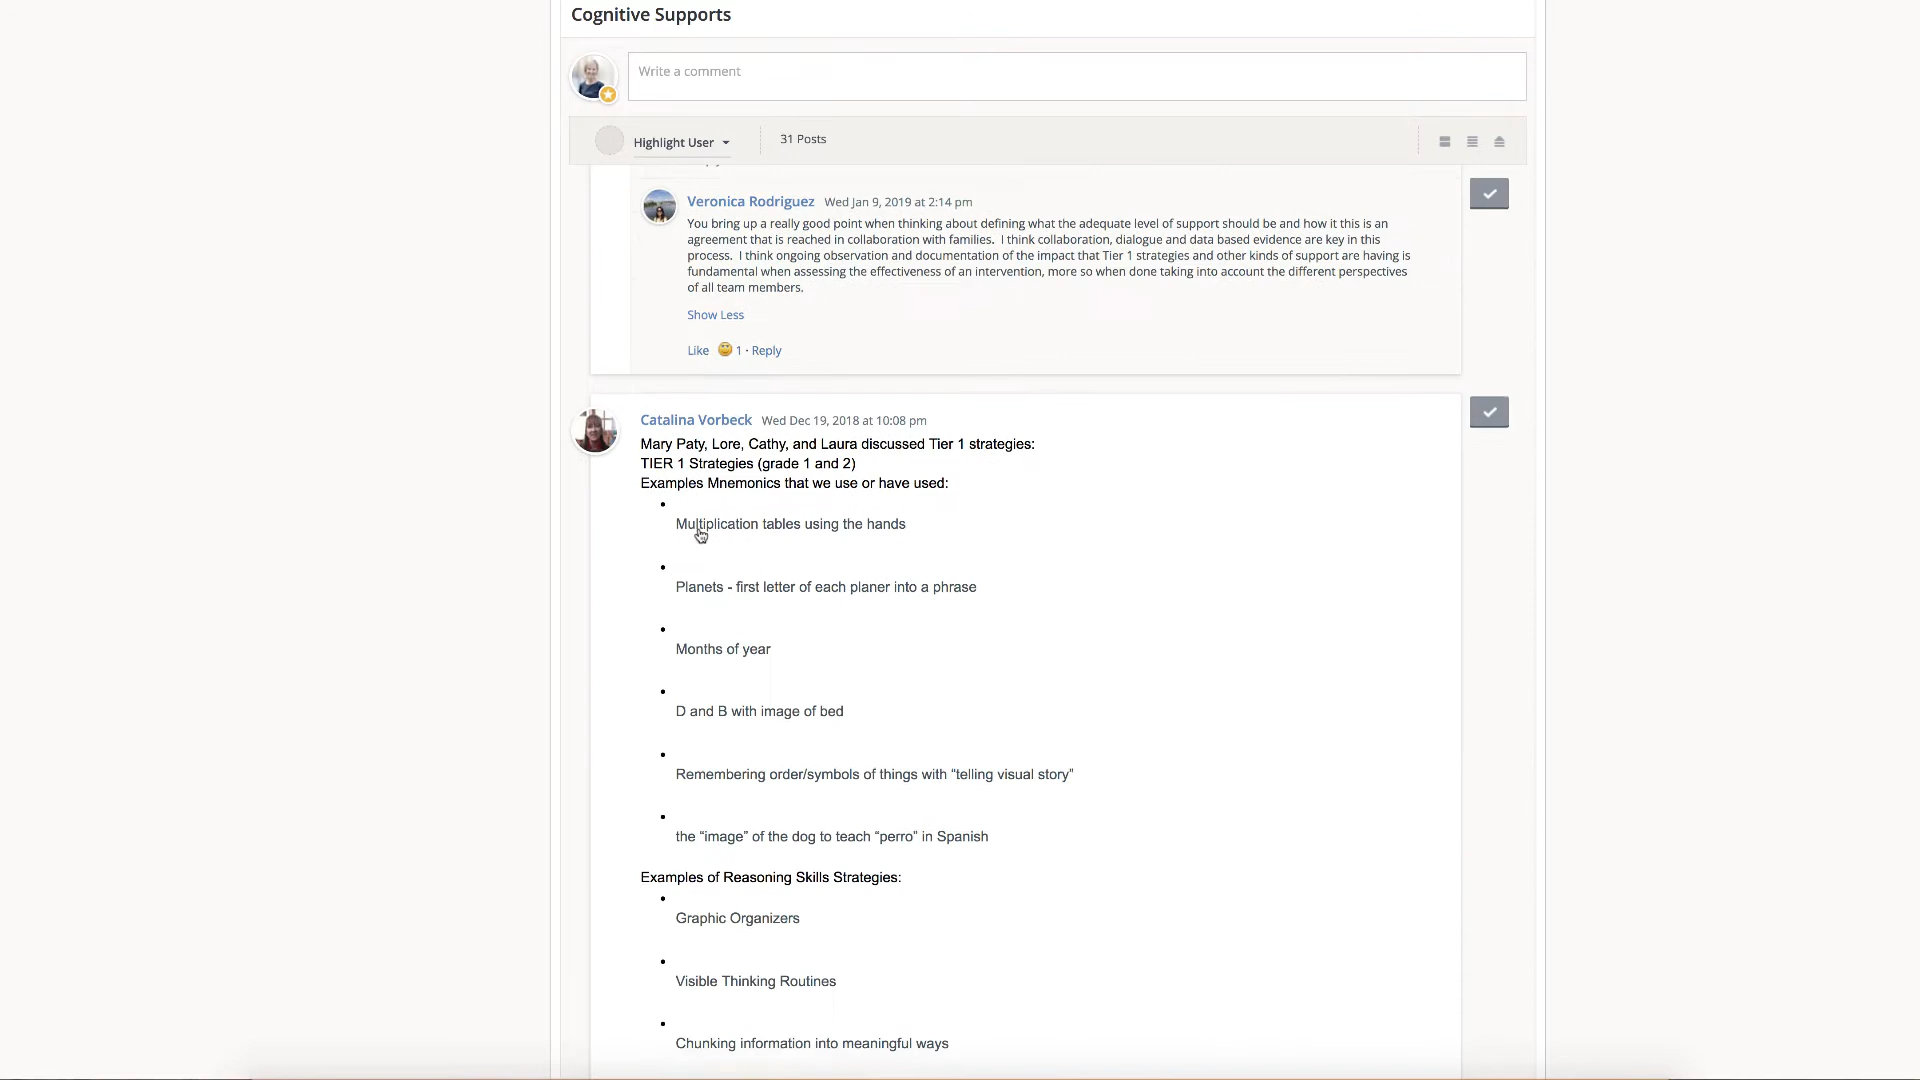 Cognitive Supports
Write a comment
Highlight User
31 Posts
Veronica Rodriguez Wed Jan 9, 2019 at 2:14 pm
You bring up a really good point when thinking about defining what the adequate level of support should be and how it this is an
agreement that is reached in collaboration with families. I think collaboration, dialogue and data based evidence are key in this
process. I think ongoing observation and documentation of the impact that Tier 1 strategies and other kinds of support are having is
fundamental when assessing the effectiveness of an intervention, more so when done taking into account the different perspectives
of all team members.
Show Less
Like 1 · Reply
Catalina Vorbeck Wed Dec 19, 2018 at 10:08 pm
Mary Paty, Lore, Cathy, and Laura discussed Tier 1 strategies:
TIER 1 Strategies (grade 1 and 2)
Examples Mnemonics that we use or have used:
Multiplication tables using the hands
Planets - first letter of each planer into a phrase
Months of year
D and B with image of bed
Remembering order/symbols of things with “telling visual story”
the “image” of the dog to teach “perro” in Spanish
Examples of Reasoning Skills Strategies:
Graphic Organizers
Visible Thinking Routines
Chunking information into meaningful ways